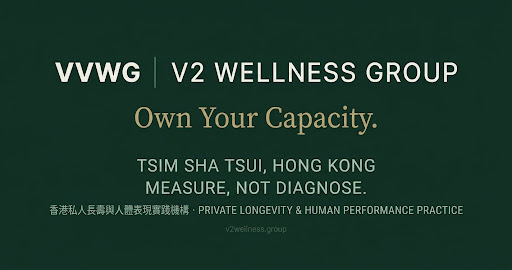 VVWG | V2 WELLNESS GROUP
Own Your Capacity.
TSIM SHA TSUI, HONG KONG
MEASURE, NOT DIAGNOSE.
香港私人長壽與人體表現實踐機構 · PRIVATE LONGEVITY & HUMAN PERFORMANCE PRACTICE
v2wellness.group